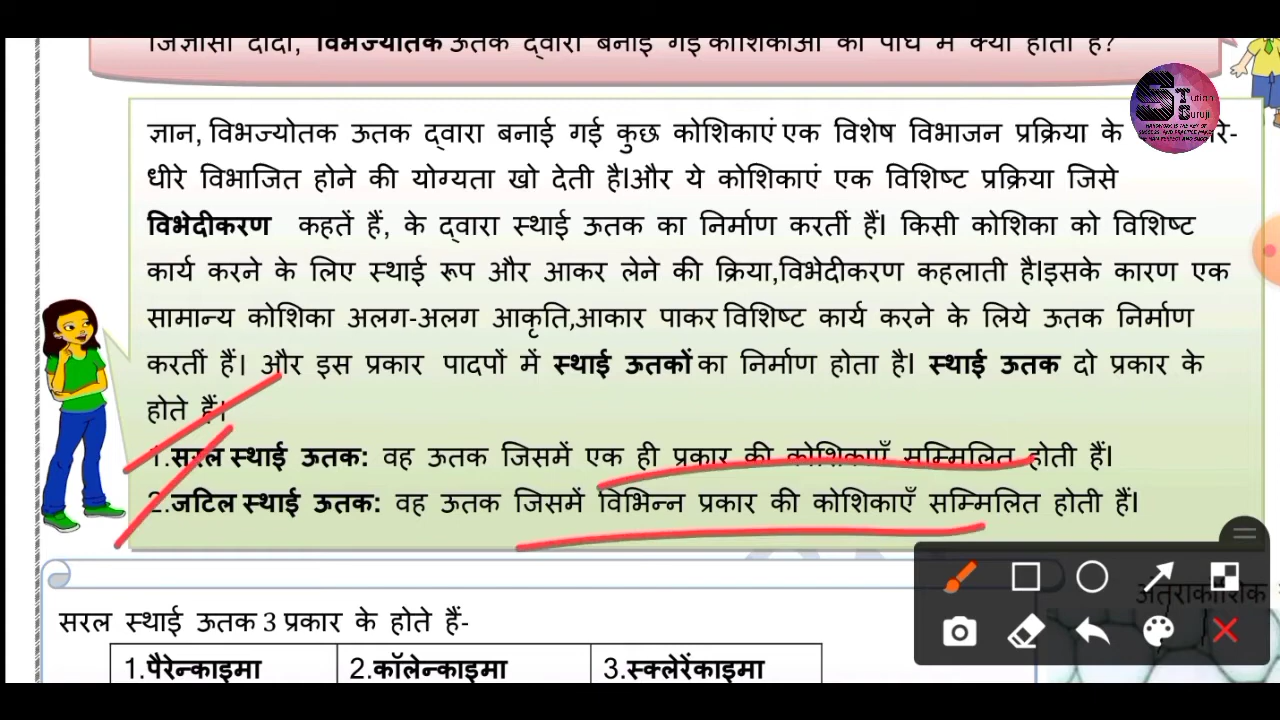 जिज्ञासा दीदी, विभज्योतक ऊतक द्वारा बनाई गई कोशिकाओं का पौधे में क्या होता है?
ज्ञान, विभज्योतक ऊतक द्वारा बनाई गई कुछ कोशिकाएं एक विशेष विभाजन प्रक्रिया के
धीरे विभाजित होने की योग्यता खो देती है।और ये कोशिकाएं एक विशिष्ट प्रक्रिया जिसे
विभेदीकरण कहतें हैं, के द्वारा स्थाई ऊतक का निर्माण करतीं हैं। किसी कोशिका को विशिष्ट
कार्य करने के लिए स्थाई रूप और आकर लेने की क्रिया,विभेदीकरण कहलाती है।इसके कारण एक
सामान्य कोशिका अलग-अलग आकृति,आकार पाकर विशिष्ट कार्य करने के लिये ऊतक निर्माण
करतीं हैं। और इस प्रकार पादपों में स्थाई ऊतकों का निर्माण होता है। स्थाई ऊतक दो प्रकार के
होते हैं।
1.सरल स्थाई ऊतक: वह ऊतक जिसमें एक ही प्रकार की कोशिकाएँ सम्मिलित होती हैं।
2.जटिल स्थाई ऊतक: वह ऊतक जिसमें विभिन्न प्रकार की कोशिकाएँ सम्मिलित होती हैं।
सरल स्थाई ऊतक 3 प्रकार के होते हैं-
1.पैरेन्काइमा 2.कॉलेन्काइमा 3.स्क्लेरेंकाइमा
अंतराकोशिक
S Tution Guruji